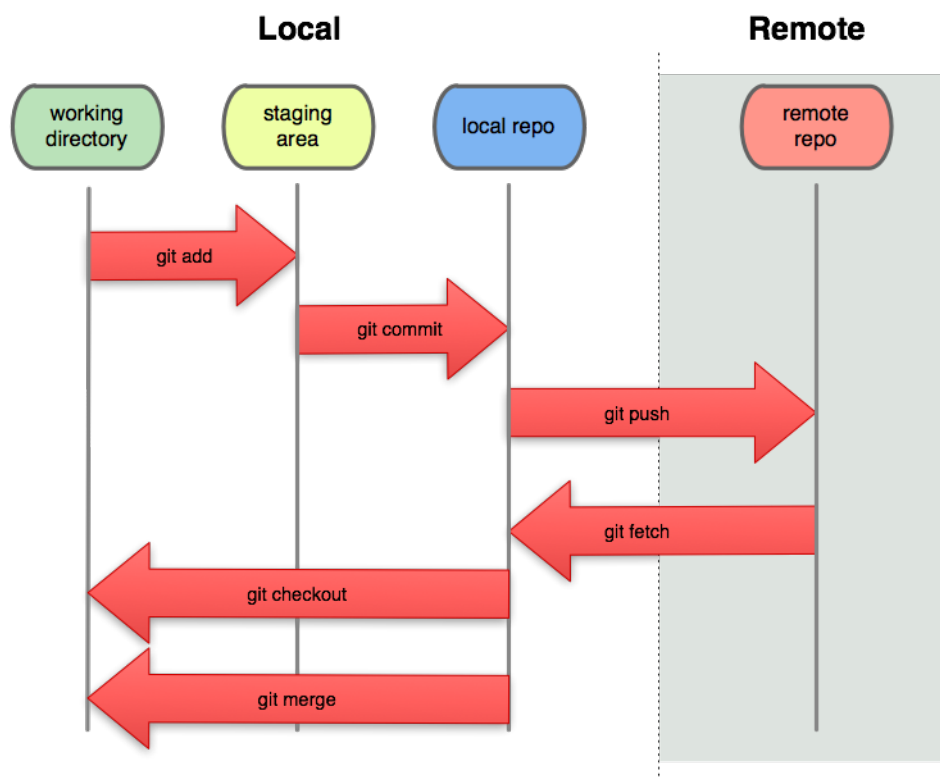 Local
Remote
working
directory
staging
area
local repo
remote
repo
git add
git commit
git push
git fetch
git checkout
git merge